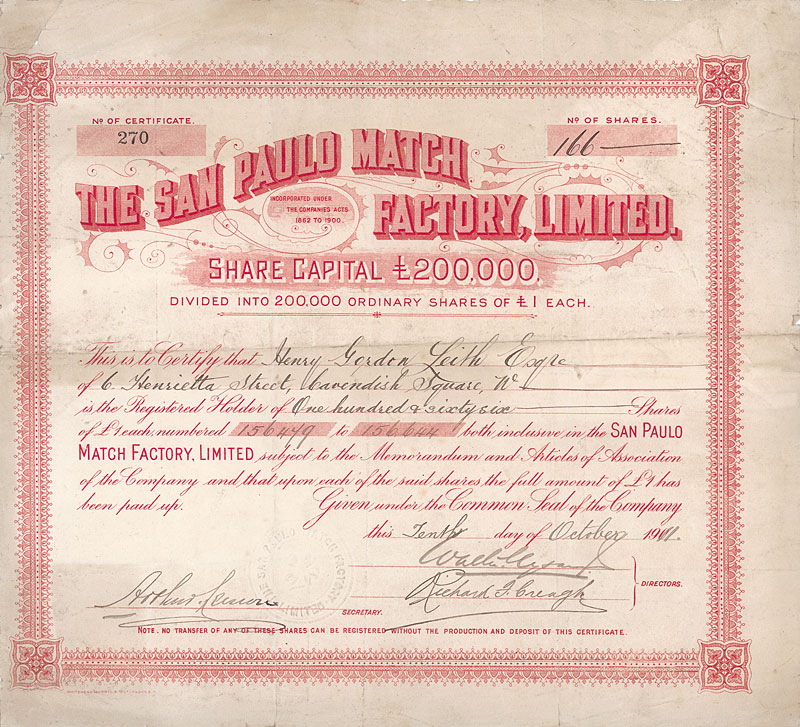 Nº OF CERTIFICATE.
270
Nº OF SHARES.
166
THE SAN PAULO MATCH FACTORY, LIMITED.
INCORPORATED UNDER
THE COMPANIES ACTS
1862 TO 1900.
SHARE CAPITAL £200,000.
DIVIDED INTO 200,000 ORDINARY SHARES OF £1 EACH.
This is to Certify that Henry Gordon Leith Esqre
of 6. Henrietta Street, Cavendish Square, W
is the Registered Holder of One hundred & sixty six Shares
of £1 each, numbered 156479 to 156644 both inclusive in the SAN PAULO
MATCH FACTORY, LIMITED subject to the Memorandum and Articles of Association
of the Company and that upon each of the said shares the full amount of £1 has
been paid up. Given under the Common Seal of the Company
this Tenth day of October 1901.
Richard J. Creagh
DIRECTORS.
Arthur
SECRETARY.
NOTE. NO TRANSFER OF ANY OF THESE SHARES CAN BE REGISTERED WITHOUT THE PRODUCTION AND DEPOSIT OF THIS CERTIFICATE.